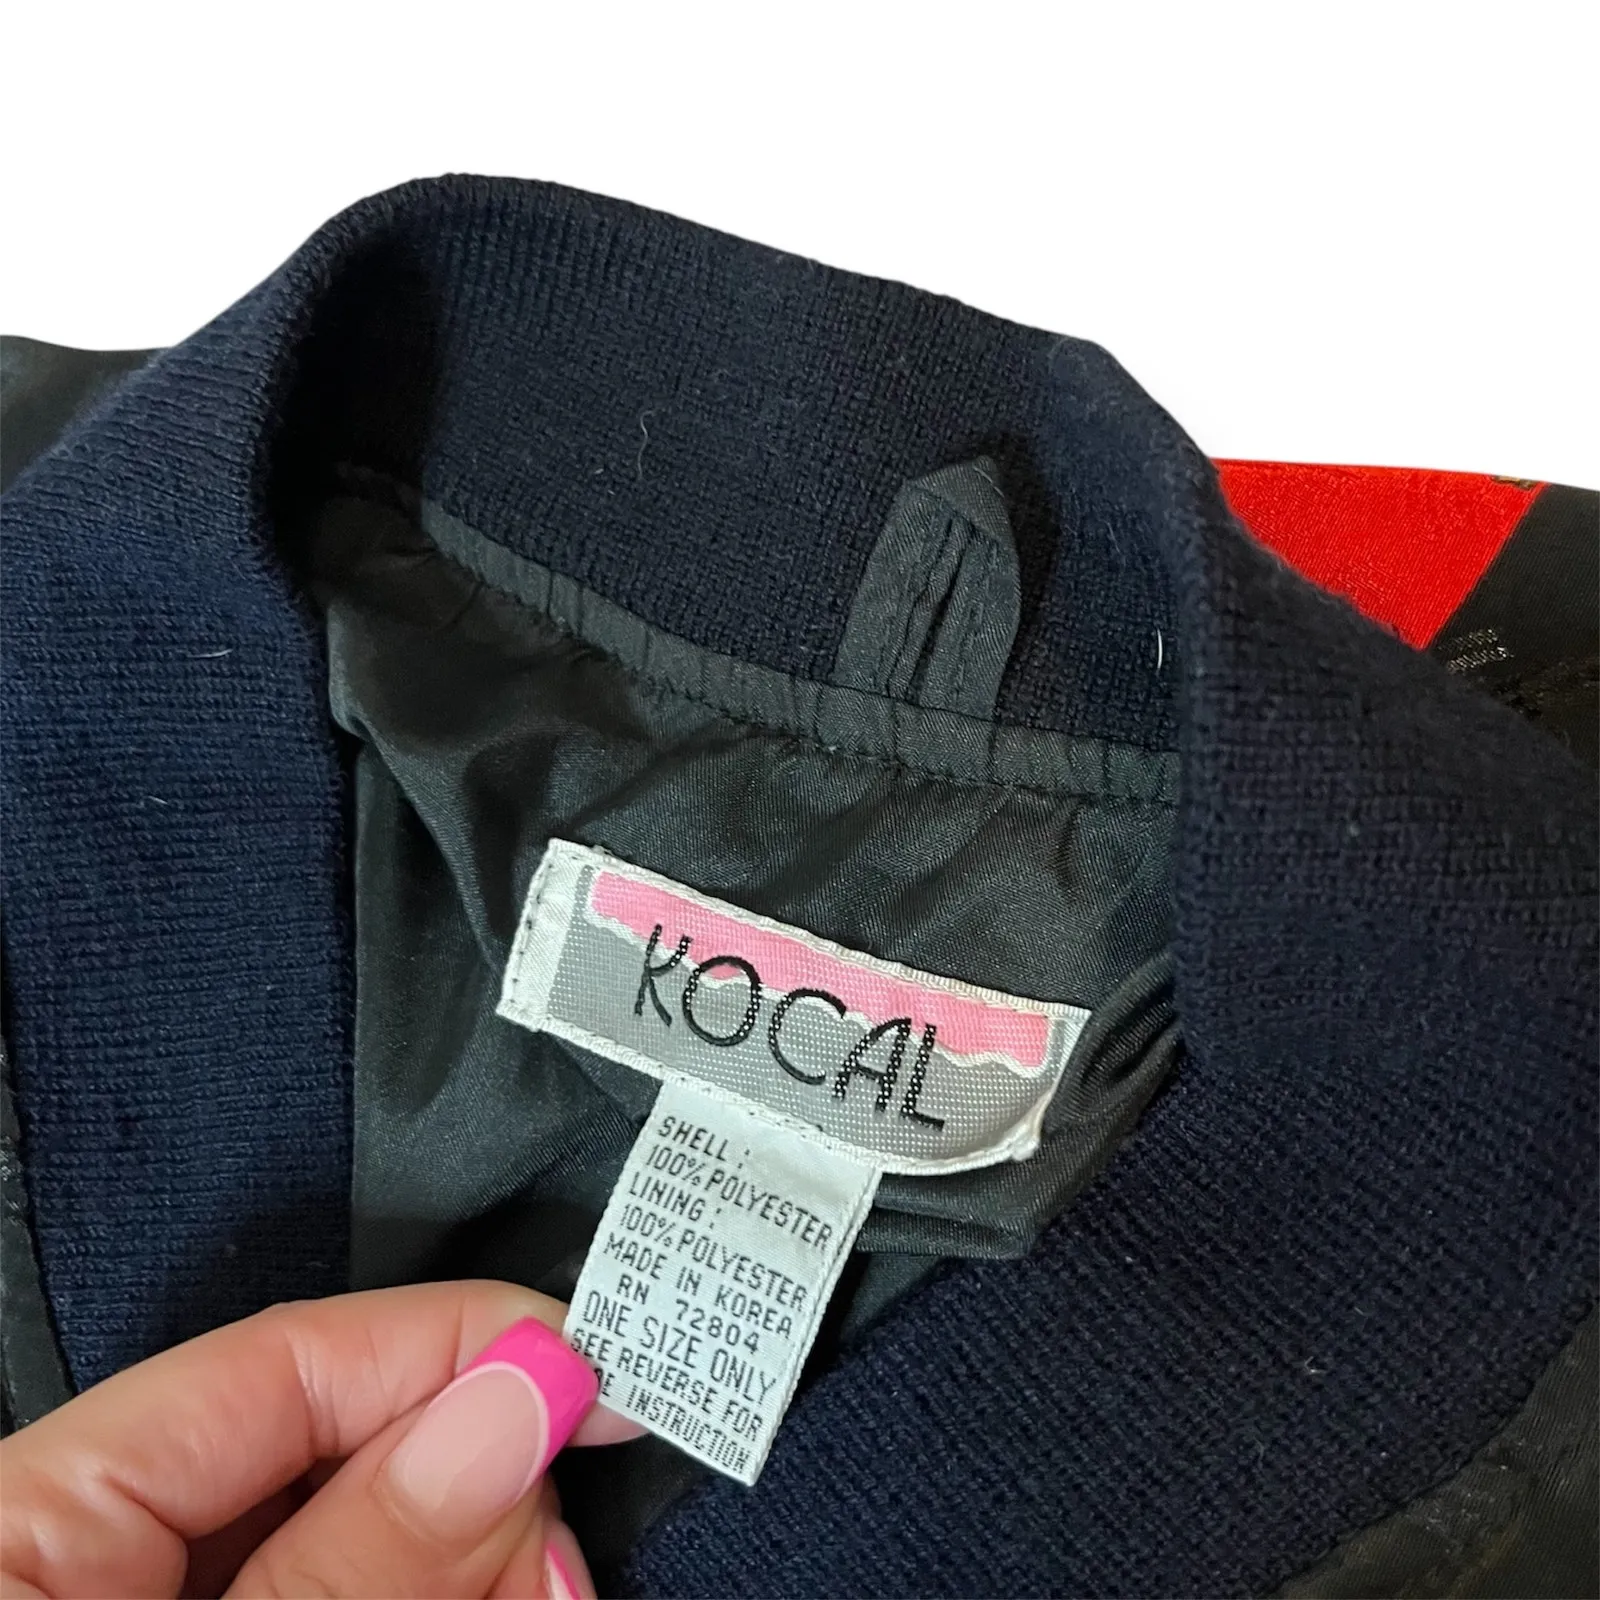 KOCAL
SHELL :
100% POLYESTER
LINING :
100% POLYESTER
MADE IN KOREA
RN 72804
ONE SIZE ONLY
SEE REVERSE FOR
INSTRUCTION